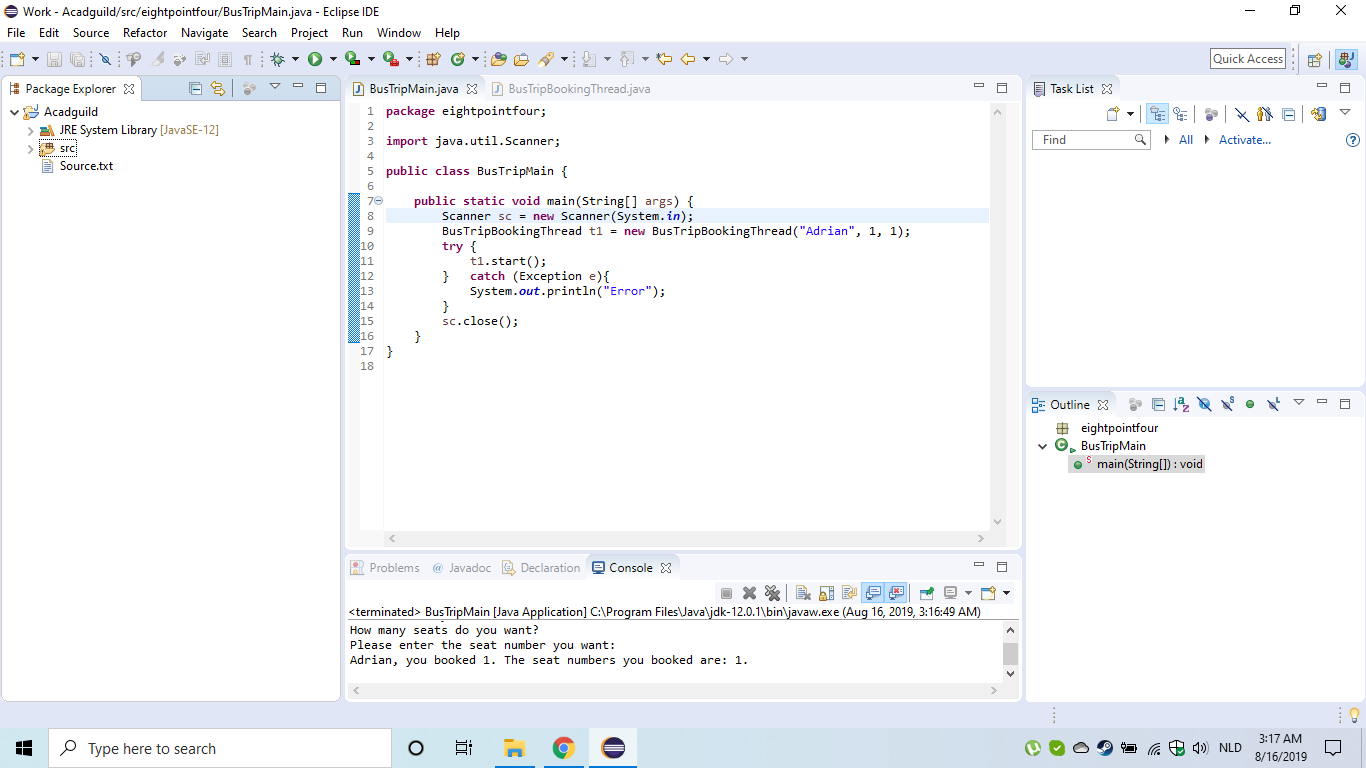 Work - Acadguild/src/eightpointfour/BusTripMain.java - Eclipse IDE
File Edit Source Refactor Navigate Search Project Run Window Help
Quick Access
Package Explorer
Acadguild
JRE System Library [JavaSE-12]
src
Source.txt
BusTripMain.java
BusTripBookingThread.java
1 package eightpointfour;
2
3 import java.util.Scanner;
4
5 public class BusTripMain {
6
7 public static void main(String[] args) {
8 Scanner sc = new Scanner(System.in);
9 BusTripBookingThread t1 = new BusTripBookingThread("Adrian", 1, 1);
10 try {
11 t1.start();
12 } catch (Exception e){
13 System.out.println("Error");
14 }
15 sc.close();
16 }
17 }
18
Task List
Find
All
Activate...
Outline
eightpointfour
BusTripMain
main(String[]) : void
Problems @ Javadoc Declaration Console
<terminated> BusTripMain [Java Application] C:\Program Files\Java\jdk-12.0.1\bin\javaw.exe (Aug 16, 2019, 3:16:49 AM)
How many seats do you want?
Please enter the seat number you want:
Adrian, you booked 1. The seat numbers you booked are: 1.
Type here to search
NLD
3:17 AM
8/16/2019